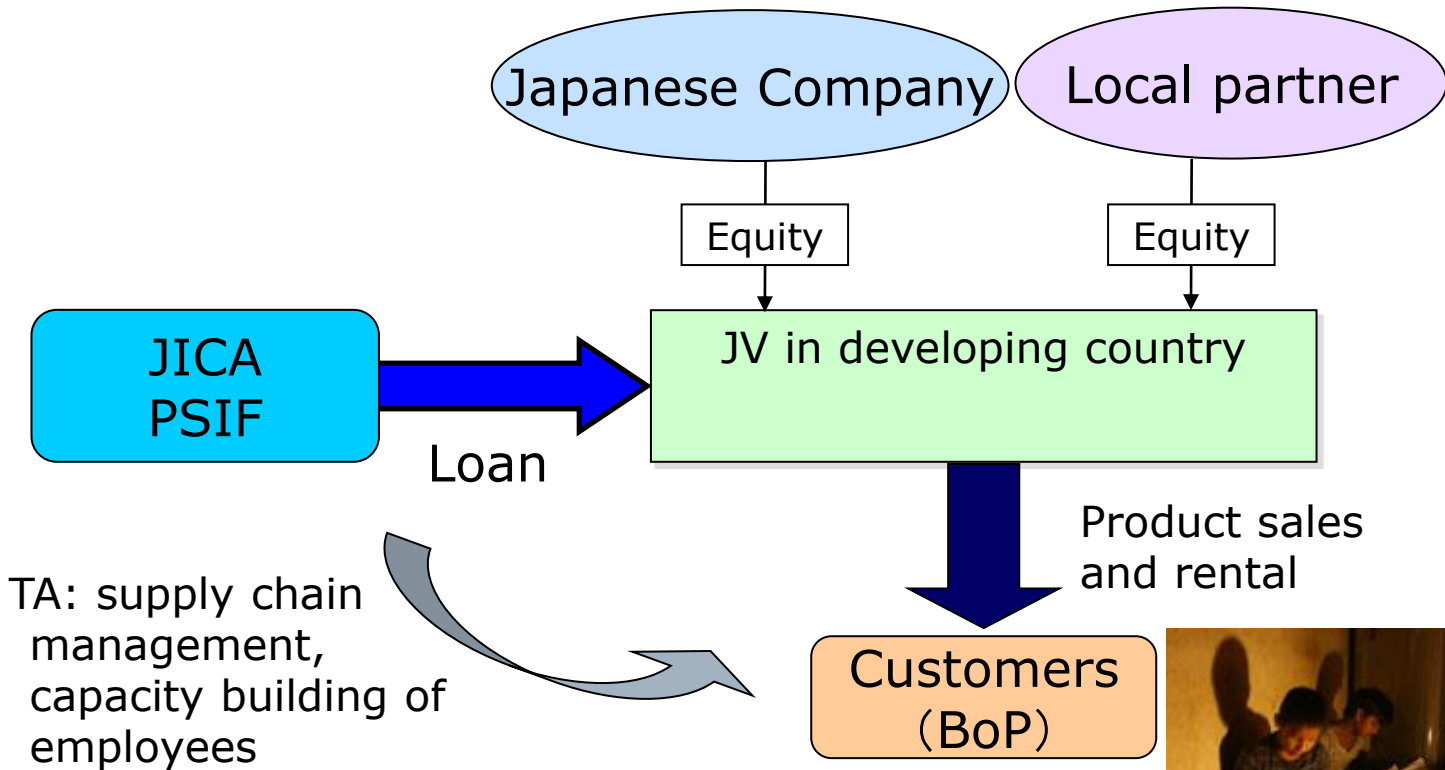 Japanese Company
Local partner
Equity
Equity
JICA
PSIF
JV in developing country
Loan
Product sales
and rental
TA: supply chain
management,
capacity building of
employees
Customers
（BoP）